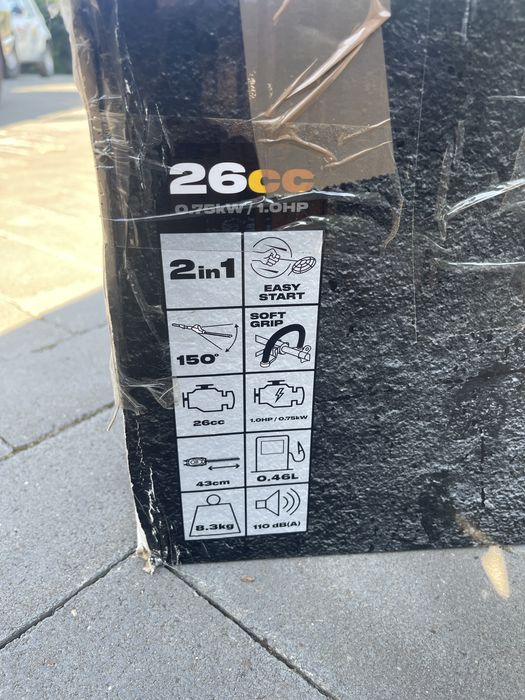 26cc
0.75kW / 1.0HP
2in1
EASY
START
150°
SOFT
GRIP
26cc
1.0HP / 0.75kW
43cm
0.46L
8.3kg
110 dB(A)